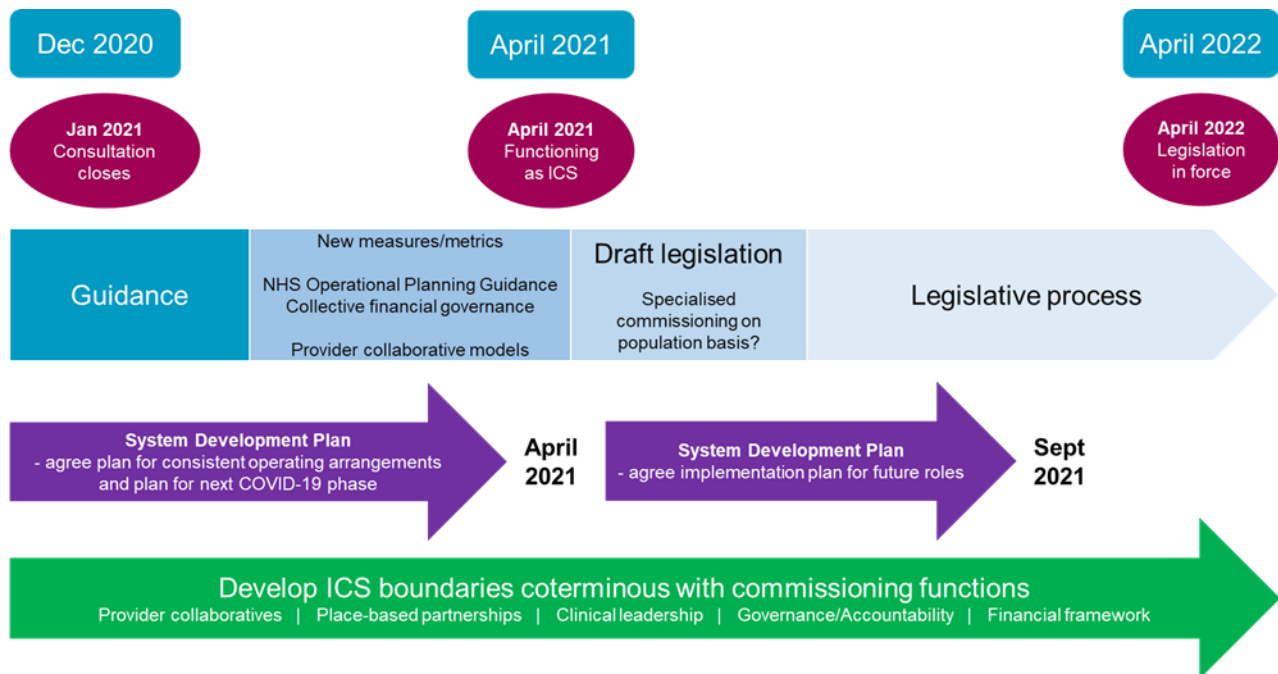 Dec 2020
April 2021
April 2022
Jan 2021
Consultation
closes
April 2021
Functioning
as ICS
April 2022
Legislation
in force
Guidance
New measures/metrics
NHS Operational Planning Guidance
Collective financial governance
Provider collaborative models
Draft legislation
Specialised
commissioning on
population basis?
Legislative process
System Development Plan
- agree plan for consistent operating arrangements
and plan for next COVID-19 phase
April
2021
System Development Plan
- agree implementation plan for future roles
Sept
2021
Develop ICS boundaries coterminous with commissioning functions
Provider collaboratives | Place-based partnerships | Clinical leadership | Governance/Accountability | Financial framework